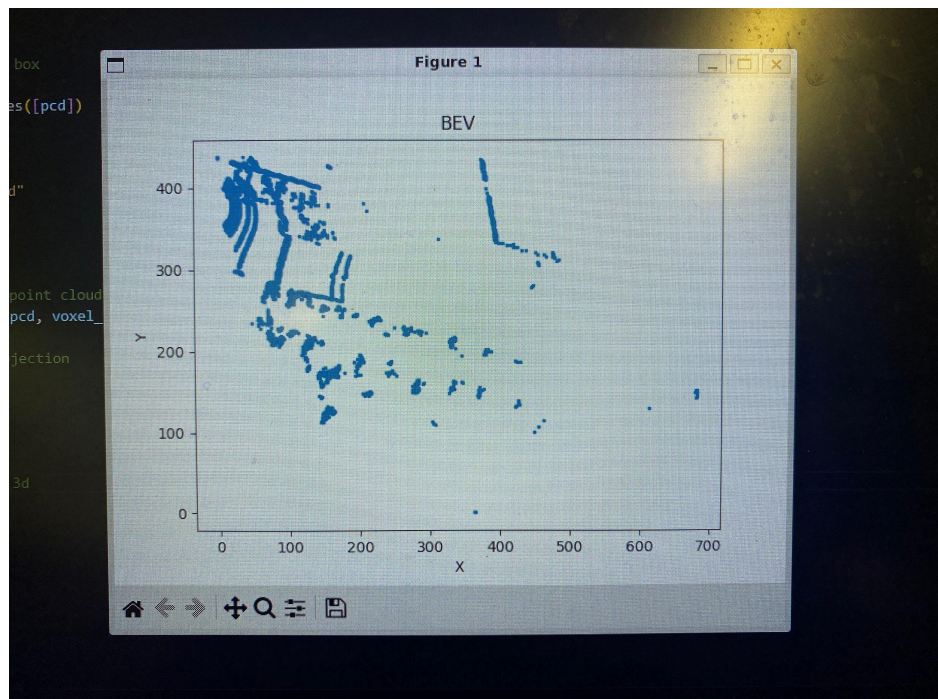 box
Figure 1
es([pcd])
BEV
d"
400
300
point cloud
pcd, voxel_
Y
200
jection
100
3d
0
0 100 200 300 400 500 600 700
X